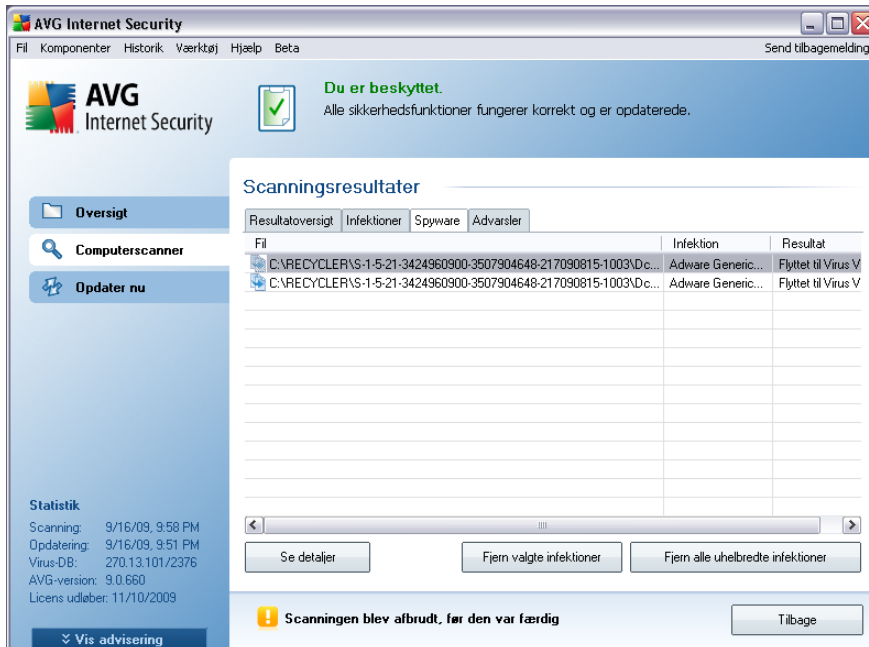 AVG Internet Security
Fil Komponenter Historik Værktøj Hjælp Beta Send tilbagemelding
AVG
Internet Security
Du er beskyttet.
Alle sikkerhedsfunktioner fungerer korrekt og er opdaterede.
Oversigt
Computerscanner
Opdater nu
Scanningsresultater
Resultatoversigt Infektioner Spyware Advarsler
Fil Infektion Resultat
C:\RECYCLER\S-1-5-21-3424960900-3507904648-217090815-1003\Dc... Adware Generic... Flyttet til Virus V
C:\RECYCLER\S-1-5-21-3424960900-3507904648-217090815-1003\Dc... Adware Generic... Flyttet til Virus V
Se detaljer Fjern valgte infektioner Fjern alle uhelbredte infektioner
Statistik
Scanning: 9/16/09, 9:58 PM
Opdatering: 9/16/09, 9:51 PM
Virus-DB: 270.13.101/2376
AVG-version: 9.0.660
Licens udløber: 11/10/2009
Vis advisering
Scanningen blev afbrudt, før den var færdig
Tilbage